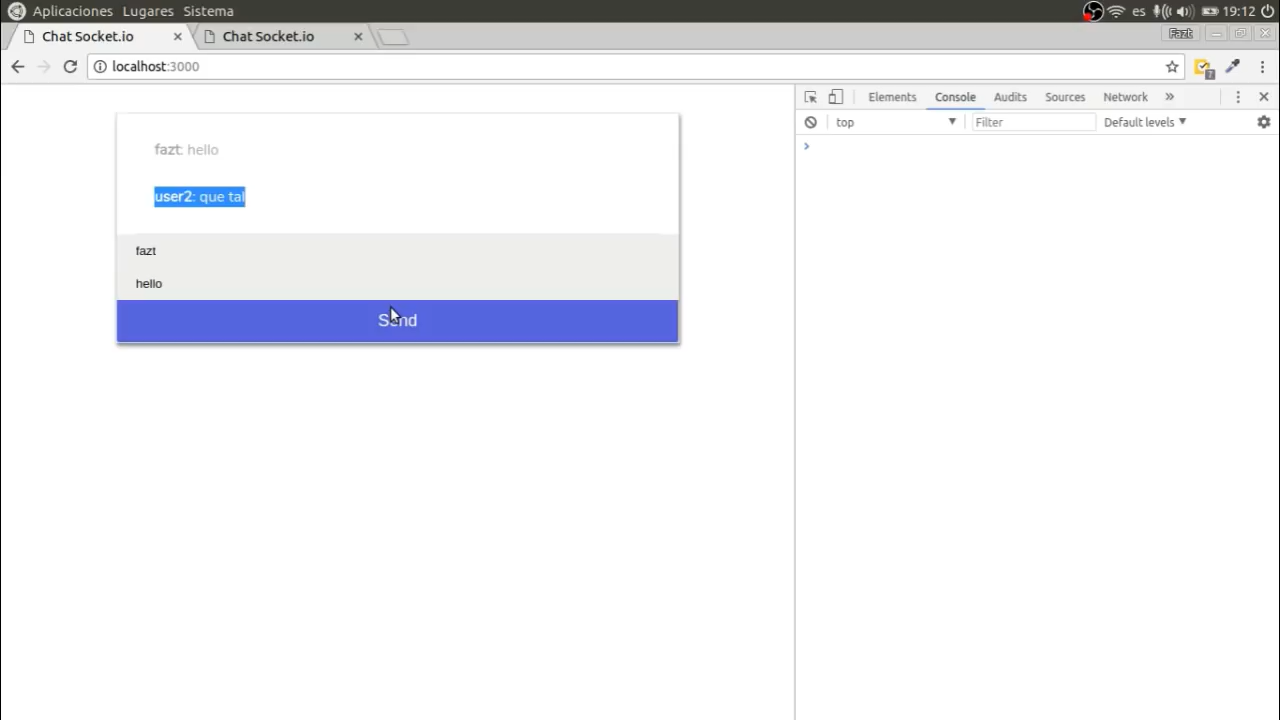 Aplicaciones Lugares Sistema es 19:12
Chat Socket.io Chat Socket.io Fazt
localhost:3000
Elements Console Audits Sources Network
top Filter Default levels
fazt: hello
user2: que tal
fazt
hello
Send